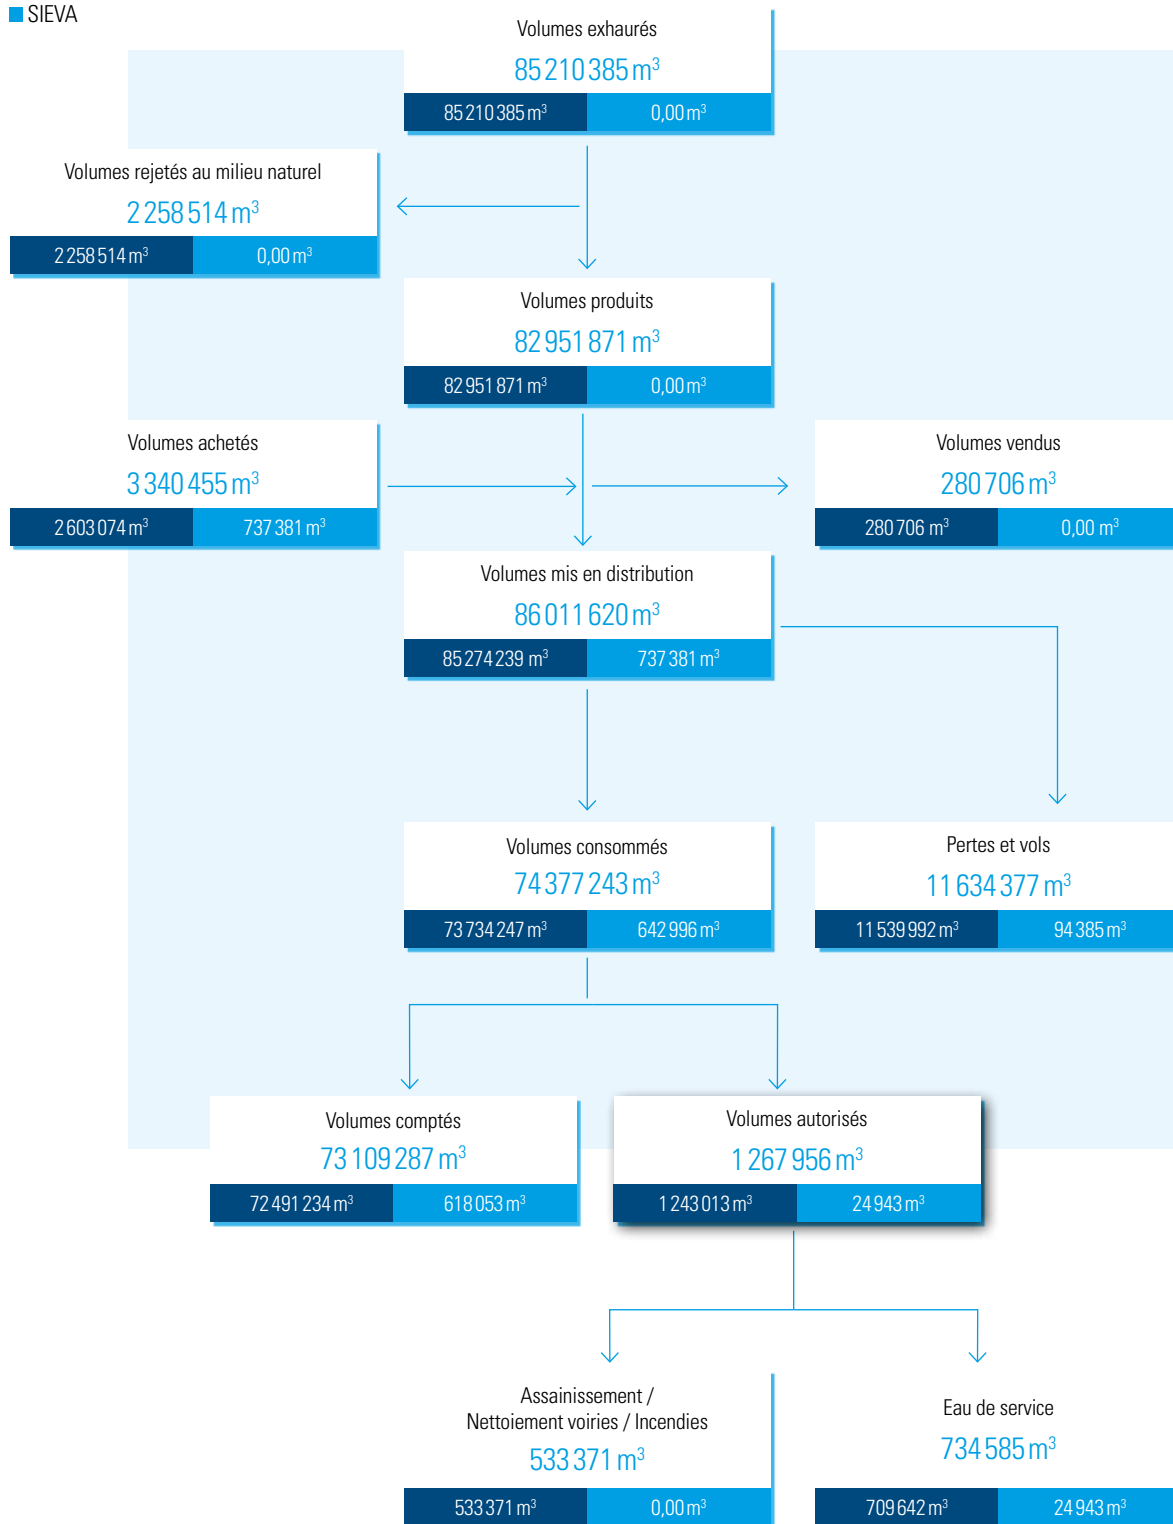 SIEVA
Volumes exhaurés
85 210 385 m³
85 210 385 m³ 0,00 m³
Volumes rejetés au milieu naturel
2 258 514 m³
2 258 514 m³ 0,00 m³
Volumes produits
82 951 871 m³
82 951 871 m³ 0,00 m³
Volumes achetés
3 340 455 m³
2 603 074 m³ 737 381 m³
Volumes vendus
280 706 m³
280 706 m³ 0,00 m³
Volumes mis en distribution
86 011 620 m³
85 274 239 m³ 737 381 m³
Volumes consommés
74 377 243 m³
73 734 247 m³ 642 996 m³
Pertes et vols
11 634 377 m³
11 539 992 m³ 94 385 m³
Volumes comptés
73 109 287 m³
72 491 234 m³ 618 053 m³
Volumes autorisés
1 267 956 m³
1 243 013 m³ 24 943 m³
Assainissement /
Nettoiement voiries / Incendies
533 371 m³
533 371 m³ 0,00 m³
Eau de service
734 585 m³
709 642 m³ 24 943 m³